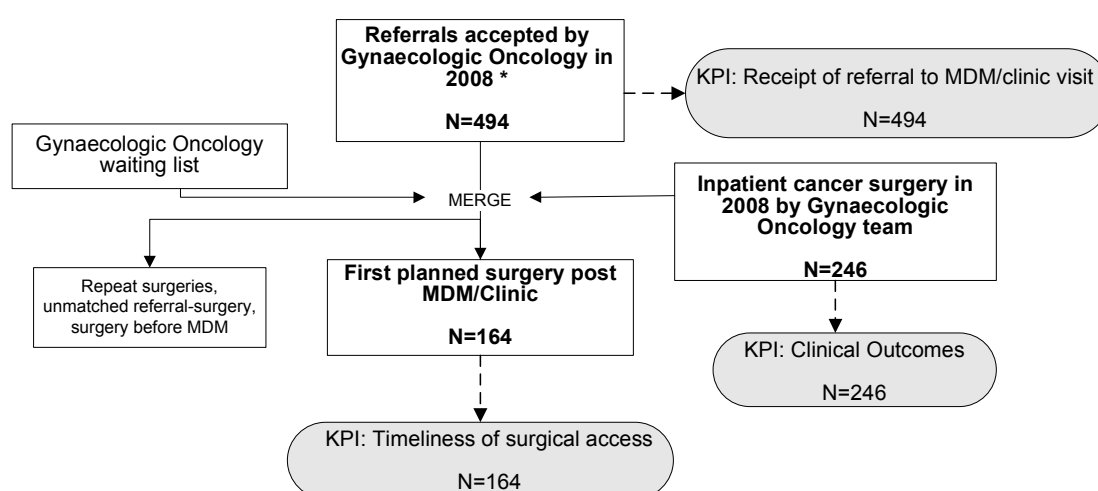 Referrals accepted by
Gynaecologic Oncology in
2008 *
N=494
KPI: Receipt of referral to MDM/clinic visit
N=494
Gynaecologic Oncology
waiting list
MERGE
Inpatient cancer surgery in
2008 by Gynaecologic
Oncology team
N=246
Repeat surgeries,
unmatched referral-surgery,
surgery before MDM
First planned surgery post
MDM/Clinic
N=164
KPI: Clinical Outcomes
N=246
KPI: Timeliness of surgical access
N=164